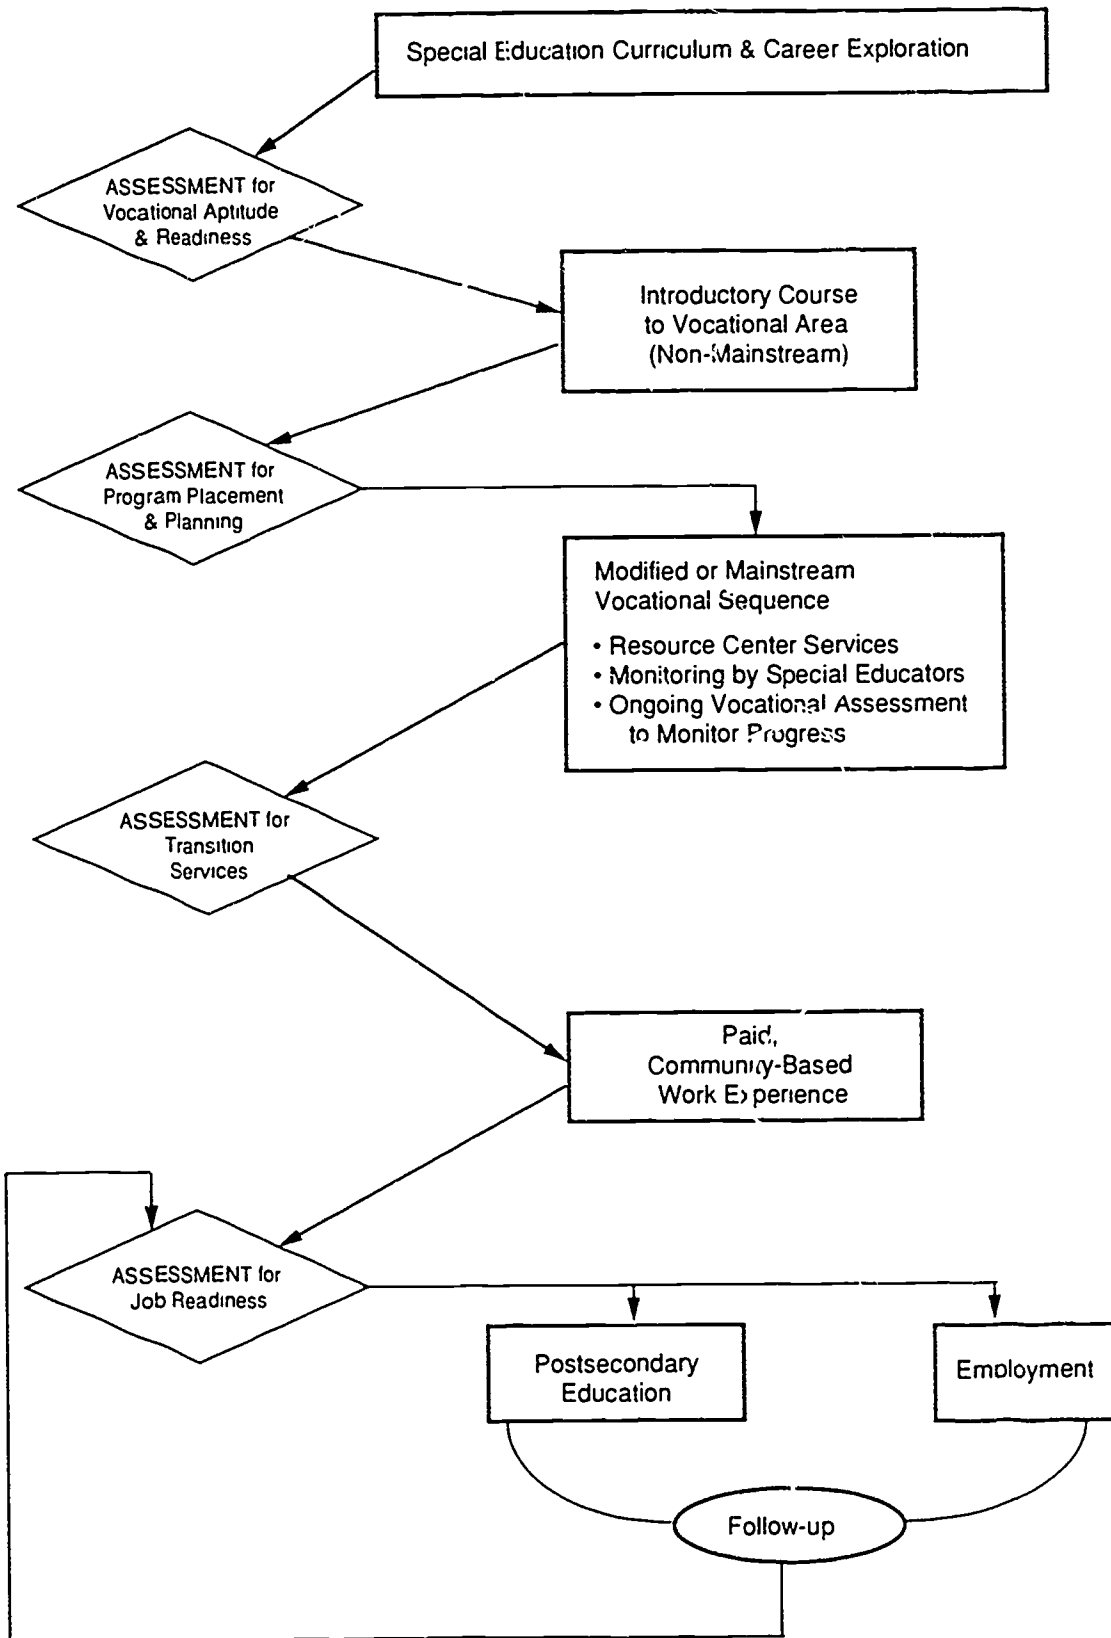 Special Education Curriculum & Career Exploration
ASSESSMENT for
Vocational Aptitude
& Readiness
Introductory Course
to Vocational Area
(Non-Mainstream)
ASSESSMENT for
Program Placement
& Planning
Modified or Mainstream
Vocational Sequence
• Resource Center Services
• Monitoring by Special Educators
• Ongoing Vocational Assessment
to Monitor Progress
ASSESSMENT for
Transition
Services
Paid,
Community-Based
Work Experience
ASSESSMENT for
Job Readiness
Postsecondary
Education
Employment
Follow-up